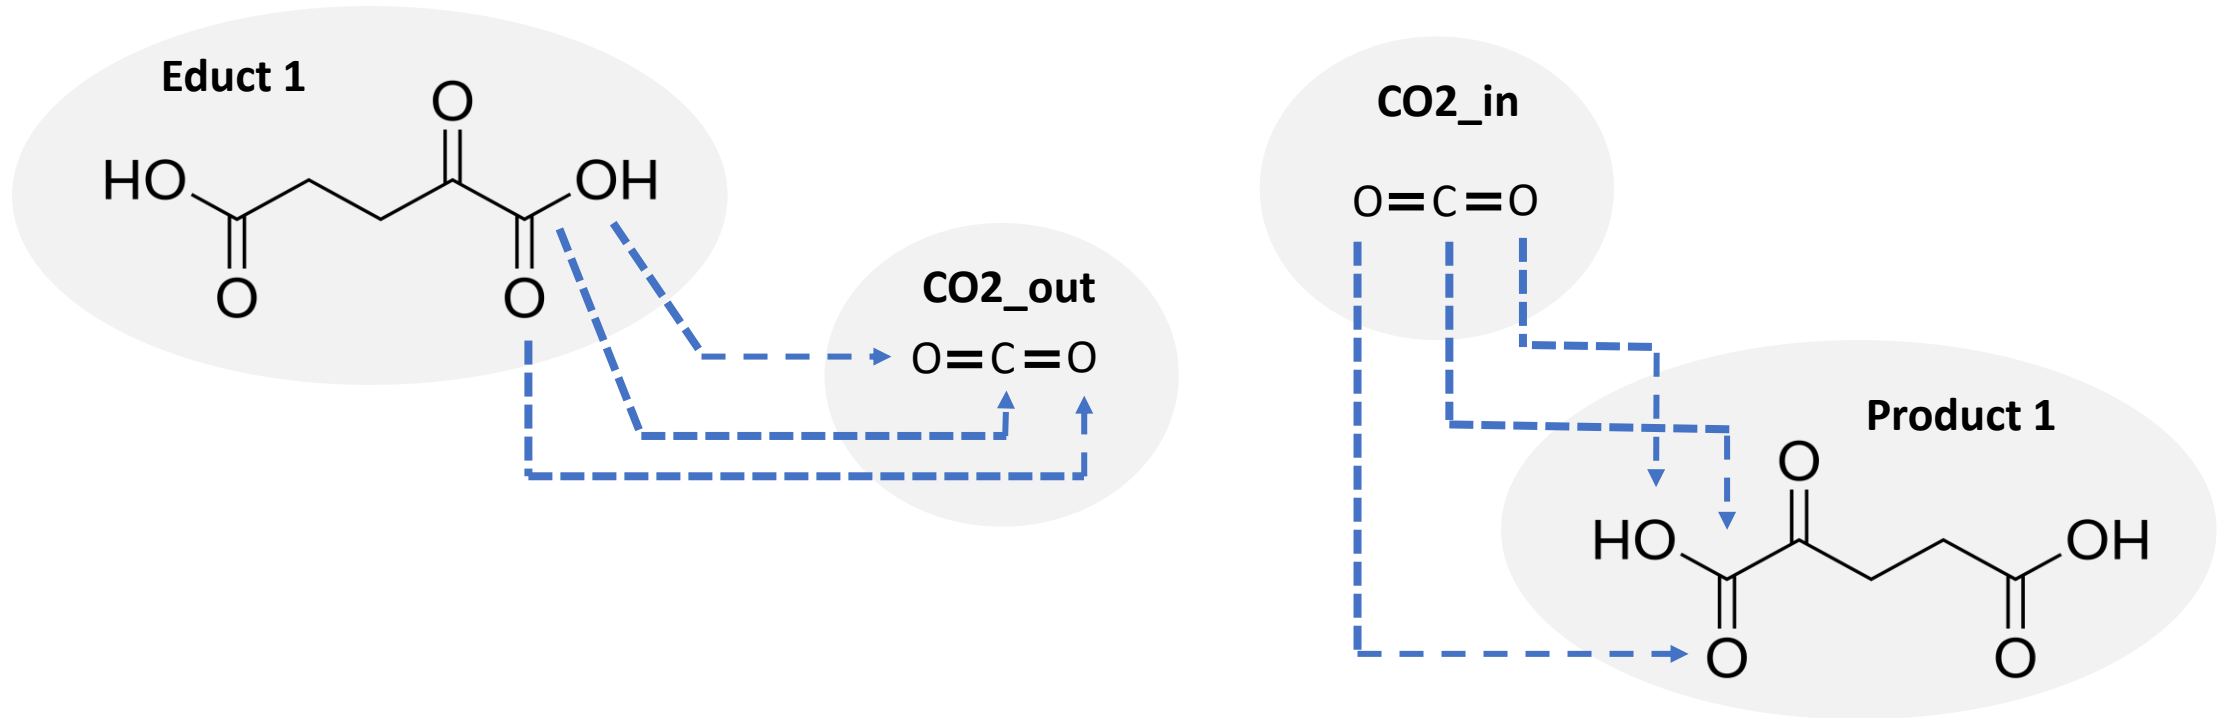 Educt 1
O
HO
OH
O
O
CO2_out
O=C=O
CO2_in
O=C=O
Product 1
O
HO
OH
O
O